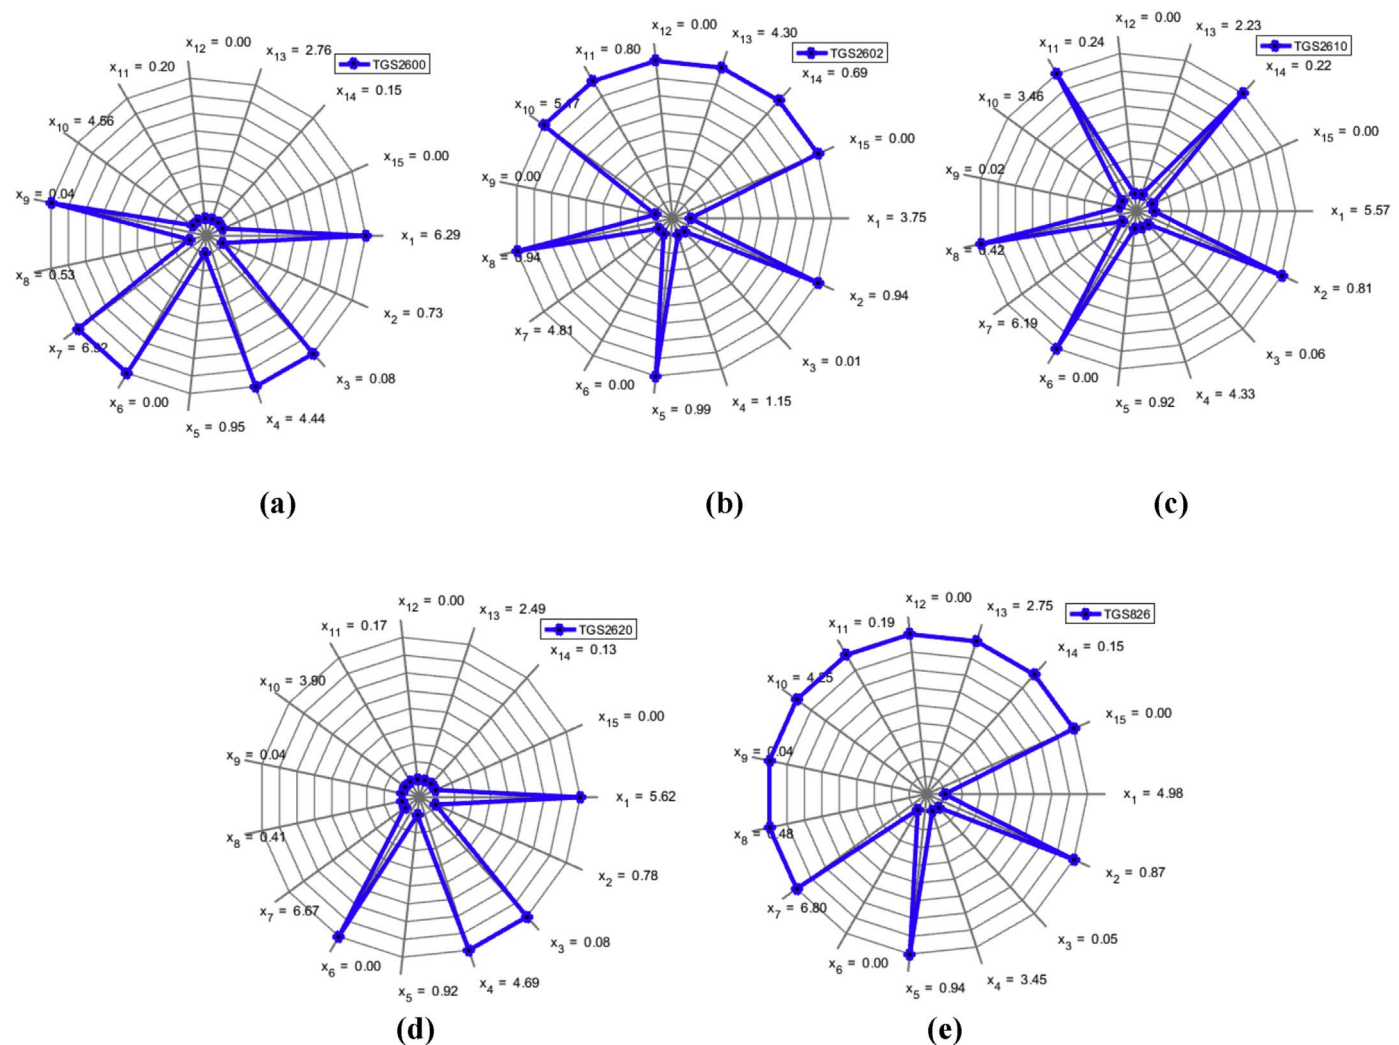 x12 = 0.00
x13 = 2.76
TGS2600
x11 = 0.20
x14 = 0.15
x10 = 4.56
x15 = 0.00
x9 = 0.04
x1 = 6.29
x8 = 0.53
x2 = 0.73
x7 = 6.92
x3 = 0.08
x6 = 0.00
x4 = 4.44
x5 = 0.95
(a)
x12 = 0.00
x13 = 4.30
TGS2602
x11 = 0.80
x14 = 0.69
x10 = 5.17
x15 = 0.00
x9 = 0.00
x1 = 3.75
x8 = 0.94
x2 = 0.94
x7 = 4.81
x3 = 0.01
x6 = 0.00
x4 = 1.15
x5 = 0.99
(b)
x12 = 0.00
x13 = 2.23
TGS2610
x11 = 0.24
x14 = 0.22
x10 = 3.46
x15 = 0.00
x9 = 0.02
x1 = 5.57
x8 = 0.42
x2 = 0.81
x7 = 6.19
x3 = 0.06
x6 = 0.00
x4 = 4.33
x5 = 0.92
(c)
x12 = 0.00
x13 = 2.49
TGS2620
x11 = 0.17
x14 = 0.13
x10 = 3.90
x15 = 0.00
x9 = 0.04
x1 = 5.62
x8 = 0.41
x2 = 0.78
x7 = 6.67
x3 = 0.08
x6 = 0.00
x4 = 4.69
x5 = 0.92
(d)
x12 = 0.00
x13 = 2.75
TGS826
x11 = 0.19
x14 = 0.15
x10 = 4.25
x15 = 0.00
x9 = 0.04
x1 = 4.98
x8 = 0.48
x2 = 0.87
x7 = 6.80
x3 = 0.05
x6 = 0.00
x4 = 3.45
x5 = 0.94
(e)